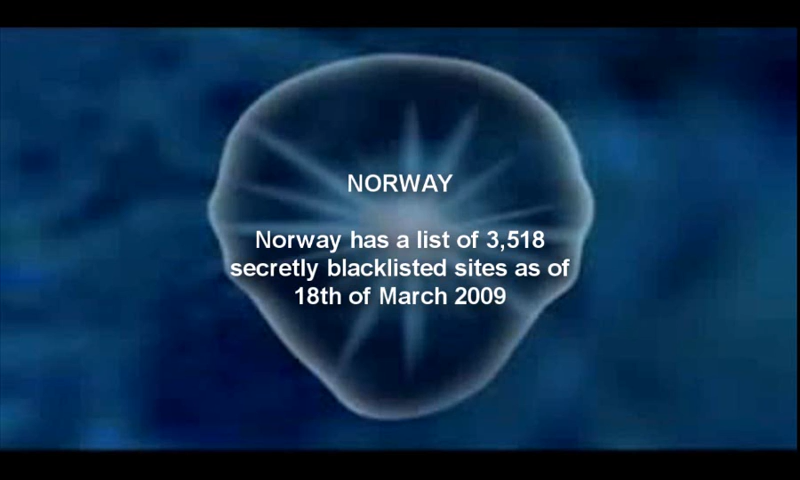 NORWAY
Norway has a list of 3,518
secretly blacklisted sites as of
18th of March 2009